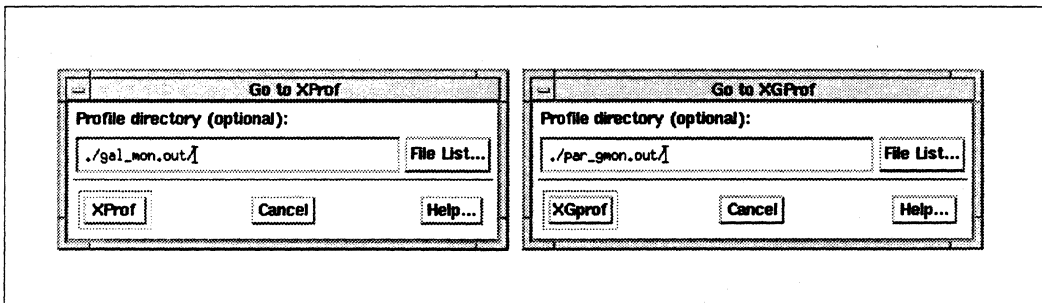 Go to XProf
Profile directory (optional):
./gal_mon.out/
File List...
XProf
Cancel
Help...
Go to XGProf
Profile directory (optional):
./par_gmon.out/
File List...
XGprof
Cancel
Help...